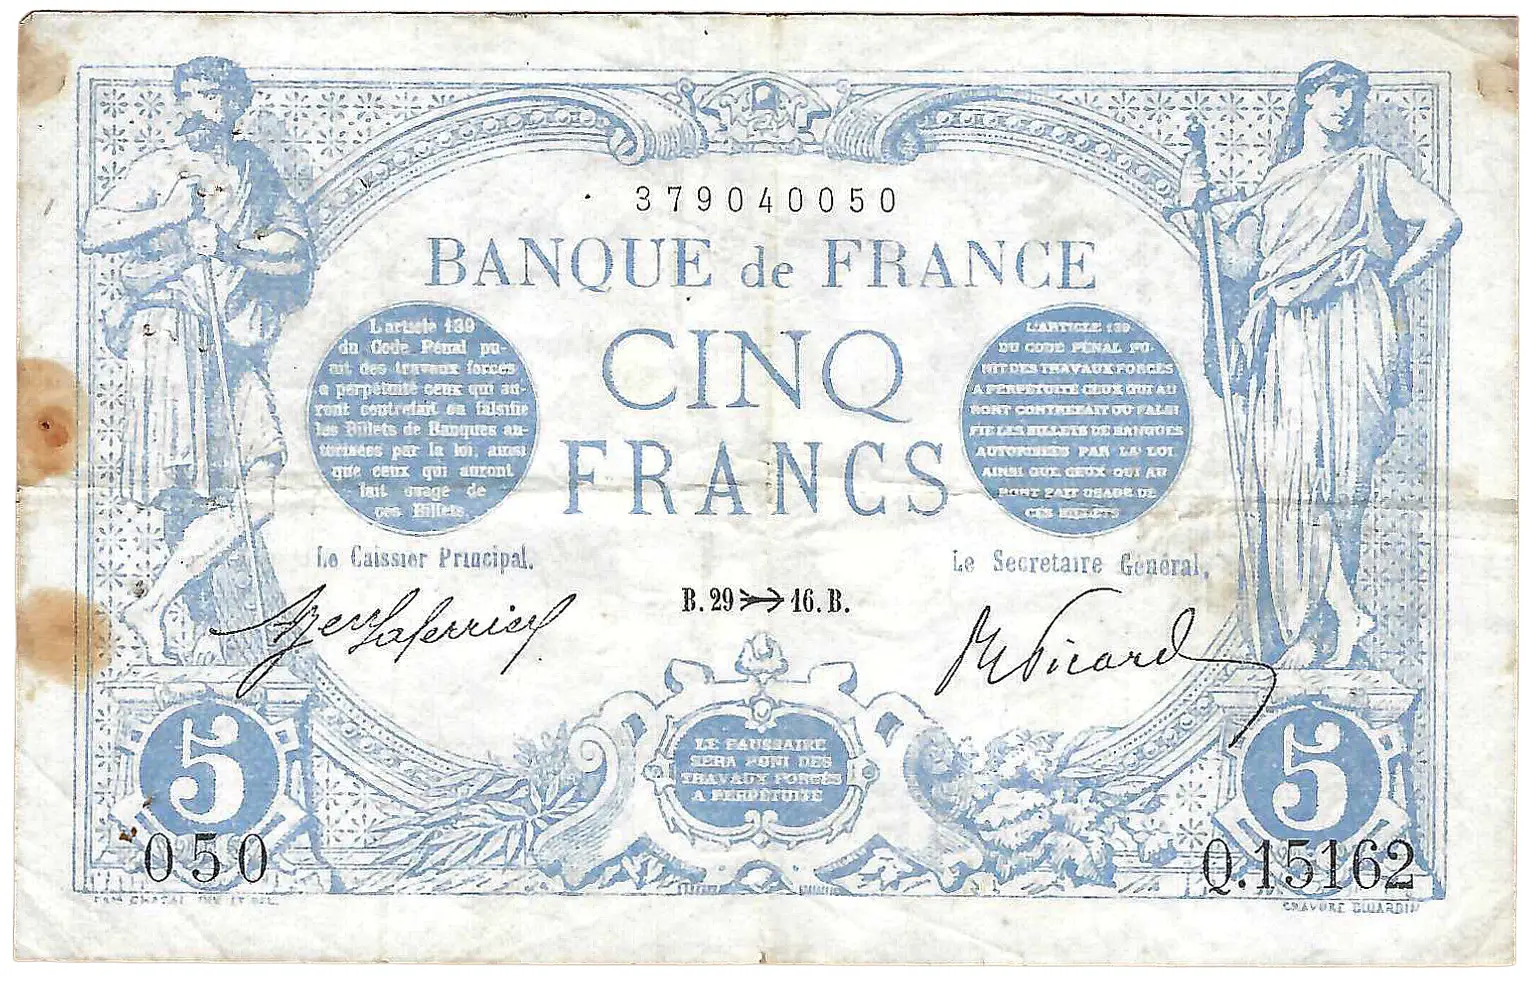 379040050
BANQUE de FRANCE
CINQ
FRANCS
L'article 139
du Code Pénal pu-
nit des travaux forcés
à perpétuité ceux qui au-
ront contrefait ou falsifié
les Billets de Banques au-
torisées par la loi, ainsi
que ceux qui auront
fait usage de
ces Billets.
L'ARTICLE 139
DU CODE PÉNAL PU-
NIT DES TRAVAUX FORCÉS
A PERPÉTUITÉ CEUX QUI AU
RONT CONTREFAIT OU FALSI
FIÉ LES BILLETS DE BANQUES
AUTORISÉES PAR LA LOI
AINSI QUE CEUX QUI AU
RONT FAIT USAGE DE
CES BILLETS
Le Caissier Principal.
Le Secrétaire Général,
B. 29 16. B.
Picard
LE FAUSSAIRE
SERA PUNI DES
TRAVAUX FORCÉS
A PERPÉTUITÉ
5
5
050
Q.15162
GRAVURE DUJARDIN